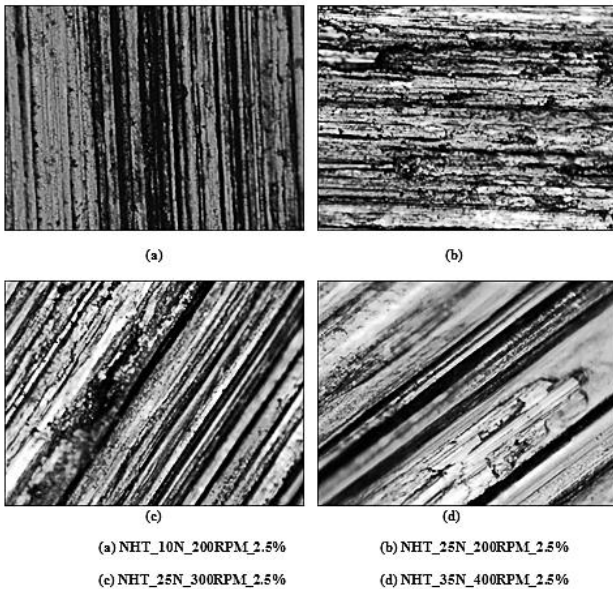 (a) (b)
(c) (d)
(a) NHT_10N_200RPM_2.5% (b) NHT_25N_200RPM_2.5%
(c) NHT_25N_300RPM_2.5% (d) NHT_35N_400RPM_2.5%